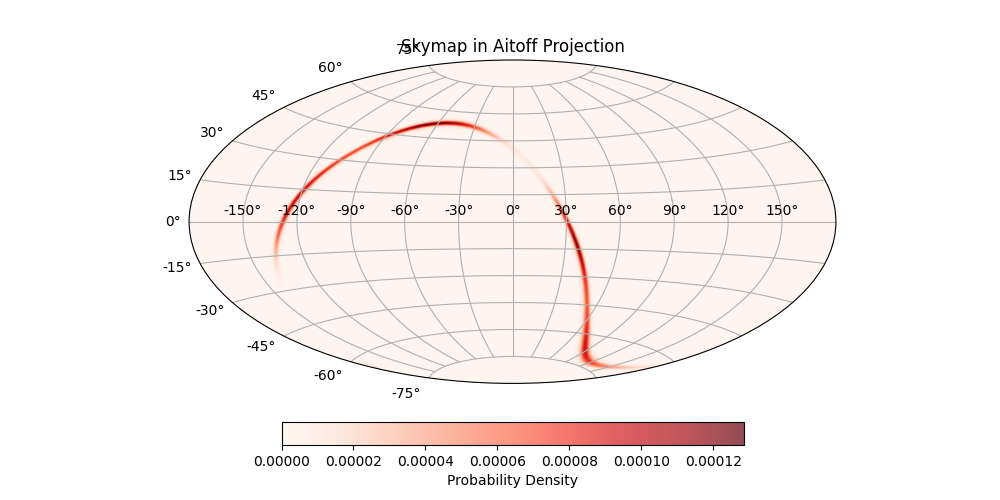 Skymap in Aitoff Projection
75°
60°
45°
30°
15°
0°
-15°
-30°
-45°
-60°
-75°
-150° -120° -90° -60° -30° 0° 30° 60° 90° 120° 150°
0.00000 0.00002 0.00004 0.00006 0.00008 0.00010 0.00012
Probability Density